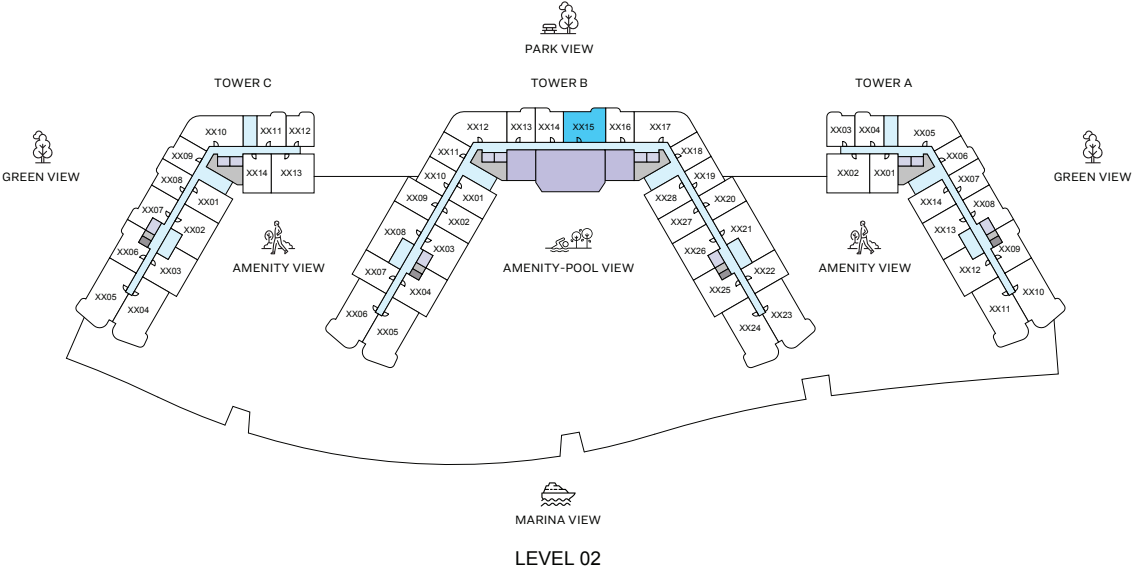 PARK VIEW
TOWER C
TOWER B
TOWER A
GREEN VIEW
GREEN VIEW
XX10
XX11
XX12
XX09
XX08
XX07
XX06
XX05
XX04
XX03
XX02
XX01
XX14
XX13
AMENITY VIEW
XX12
XX13
XX14
XX15
XX16
XX17
XX11
XX10
XX09
XX08
XX07
XX06
XX05
XX04
XX03
XX02
XX01
XX18
XX19
XX20
XX21
XX22
XX23
XX24
XX25
XX26
XX27
XX28
AMENITY-POOL VIEW
XX03
XX04
XX05
XX02
XX01
XX06
XX07
XX08
XX09
XX10
XX11
XX12
XX13
XX14
AMENITY VIEW
MARINA VIEW
LEVEL 02